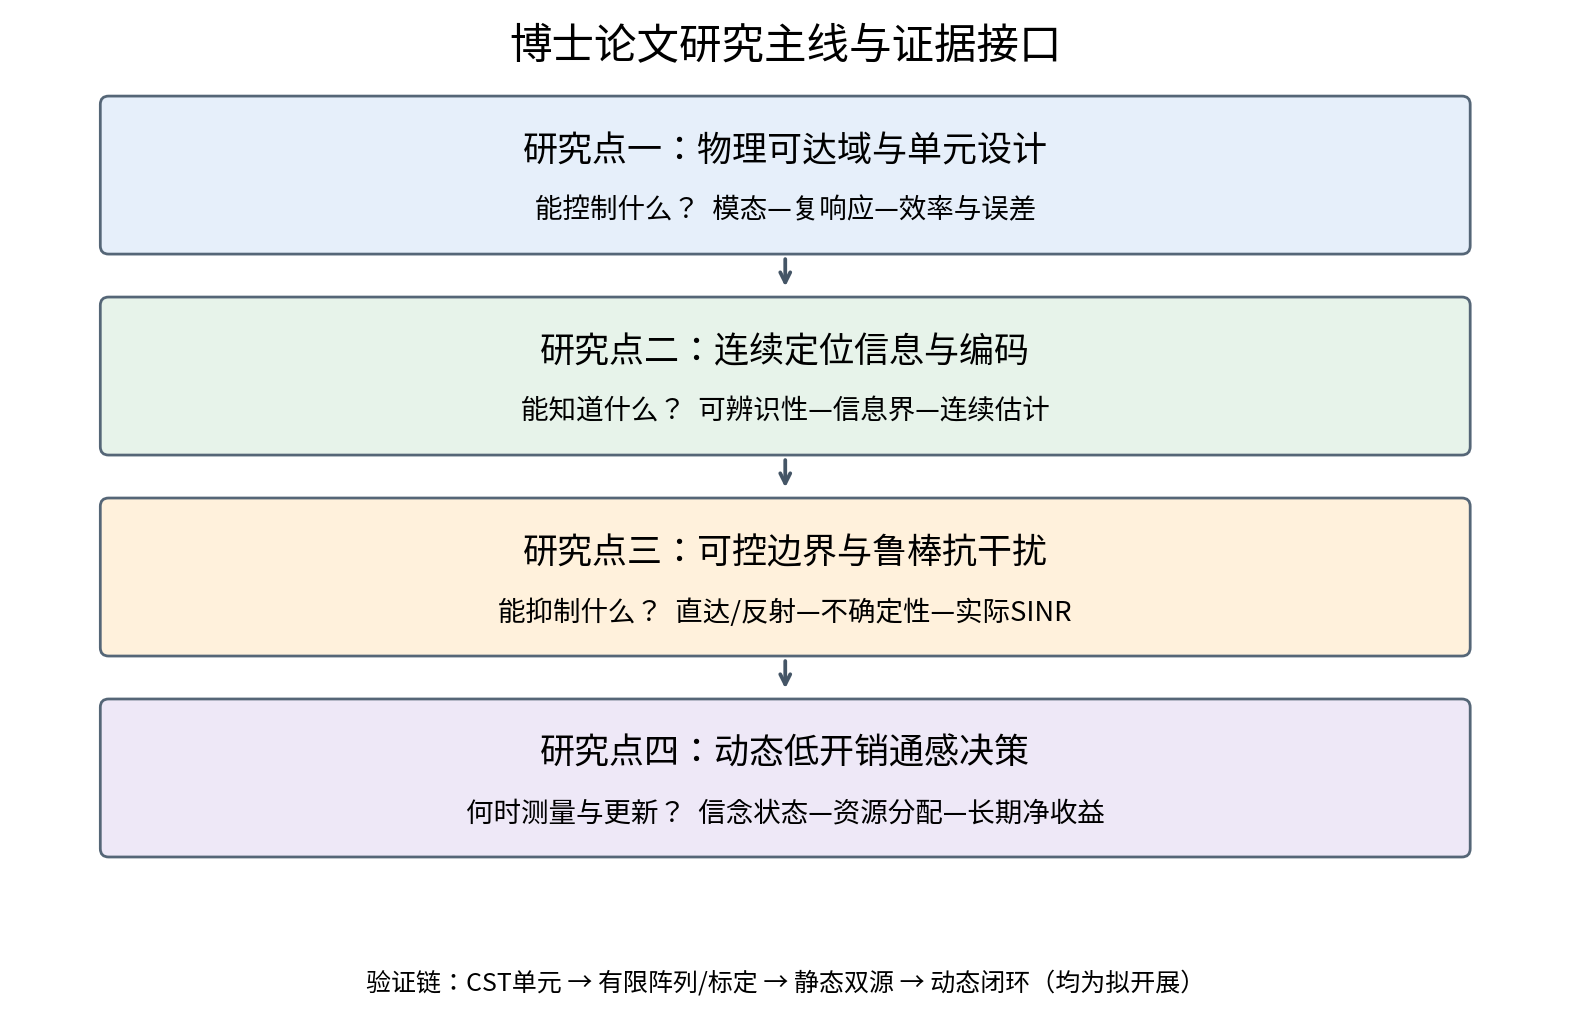 博士论文研究主线与证据接口
研究点一：物理可达域与单元设计
能控制什么？ 模态—复响应—效率与误差
研究点二：连续定位信息与编码
能知道什么？ 可辨识性—信息界—连续估计
研究点三：可控边界与鲁棒抗干扰
能抑制什么？ 直达/反射—不确定性—实际SINR
研究点四：动态低开销通感决策
何时测量与更新？ 信念状态—资源分配—长期净收益
验证链：CST单元 → 有限阵列/标定 → 静态双源 → 动态闭环（均为拟开展）